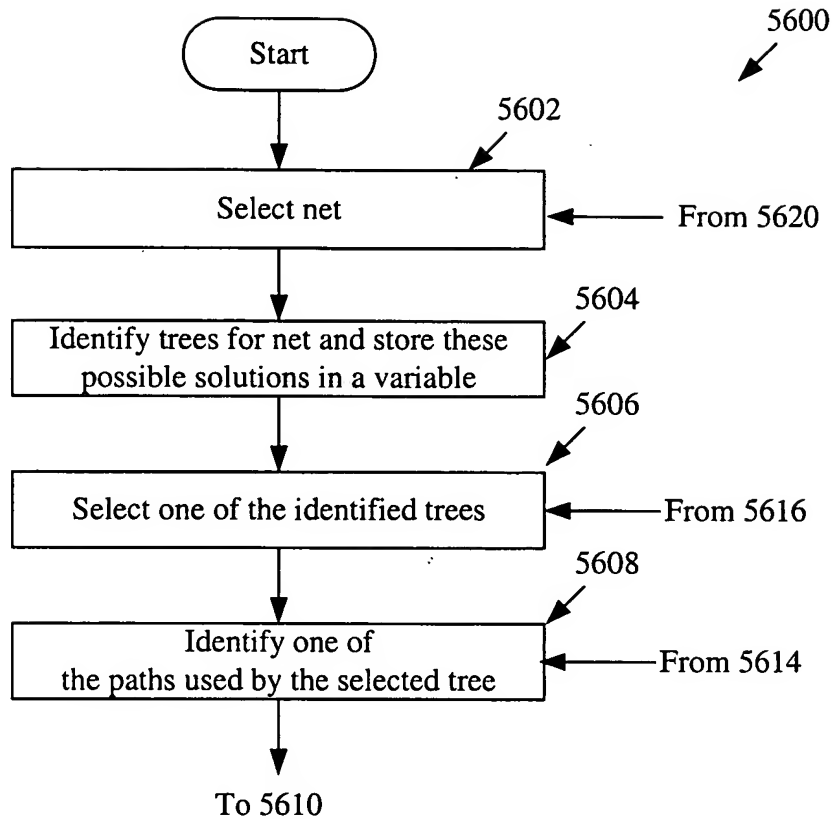 5600
Start
5602
Select net
From 5620
5604
Identify trees for net and store these
possible solutions in a variable
5606
Select one of the identified trees
From 5616
5608
Identify one of
the paths used by the selected tree
From 5614
To 5610